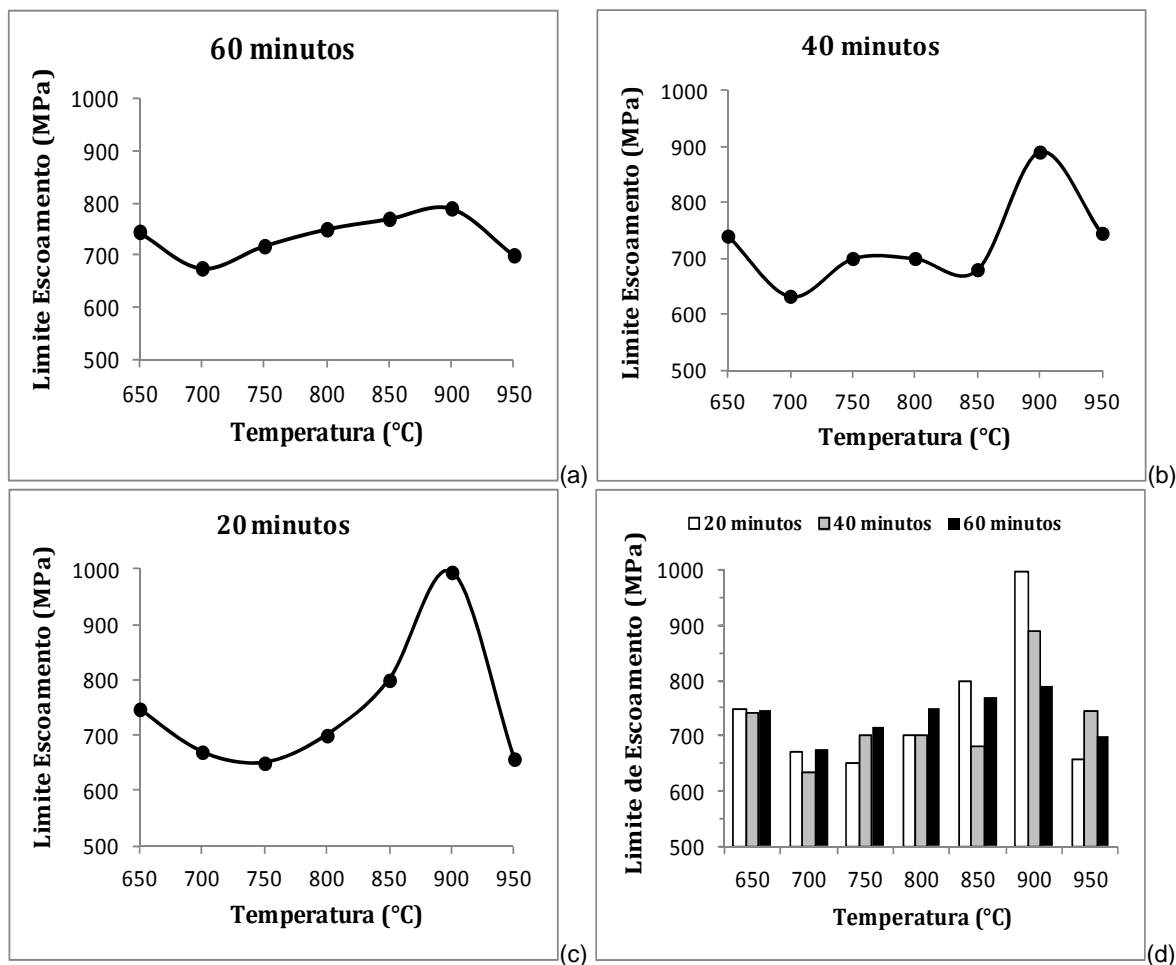 60 minutos
Limite Escoamento (MPa)
1000
900
800
700
600
500
650 700 750 800 850 900 950
Temperatura (°C)
(a)
40 minutos
Limite Escoamento (MPa)
1000
900
800
700
600
500
650 700 750 800 850 900 950
Temperatura (°C)
(b)
20 minutos
Limite Escoamento (MPa)
1000
900
800
700
600
500
650 700 750 800 850 900 950
Temperatura (°C)
(c)
20 minutos 40 minutos 60 minutos
Limite de Escoamento (MPa)
1000
900
800
700
600
500
650 700 750 800 850 900 950
Temperatura (°C)
(d)